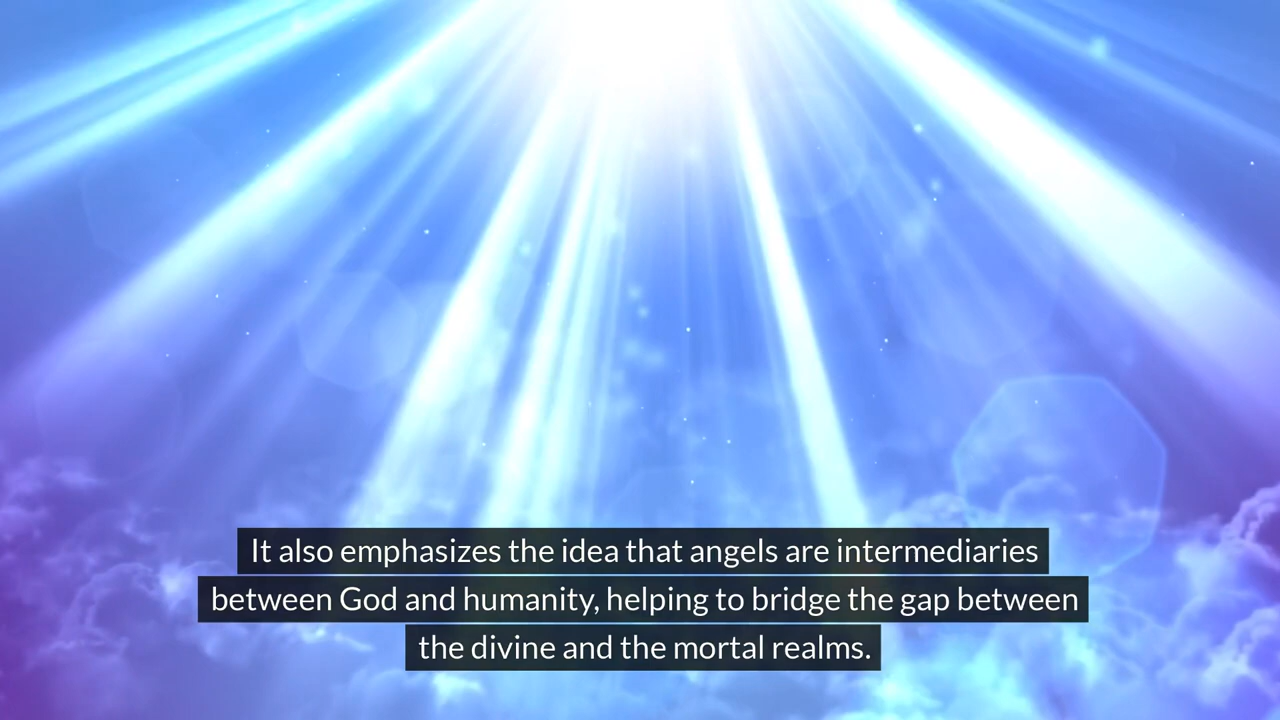 It also emphasizes the idea that angels are intermediaries
between God and humanity, helping to bridge the gap between
the divine and the mortal realms.